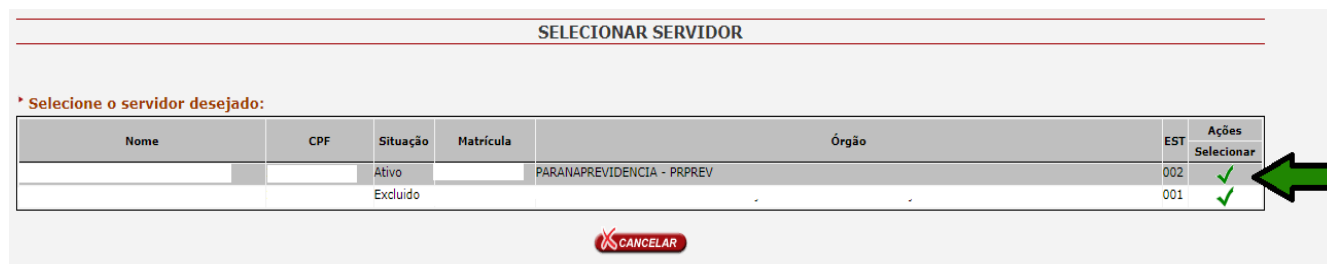 SELECIONAR SERVIDOR
Selecione o servidor desejado:
Nome CPF Situação Matrícula Órgão EST Ações
Selecionar
Ativo PARANAPREVIDENCIA - PRPREV 002
Excluido 001
CANCELAR